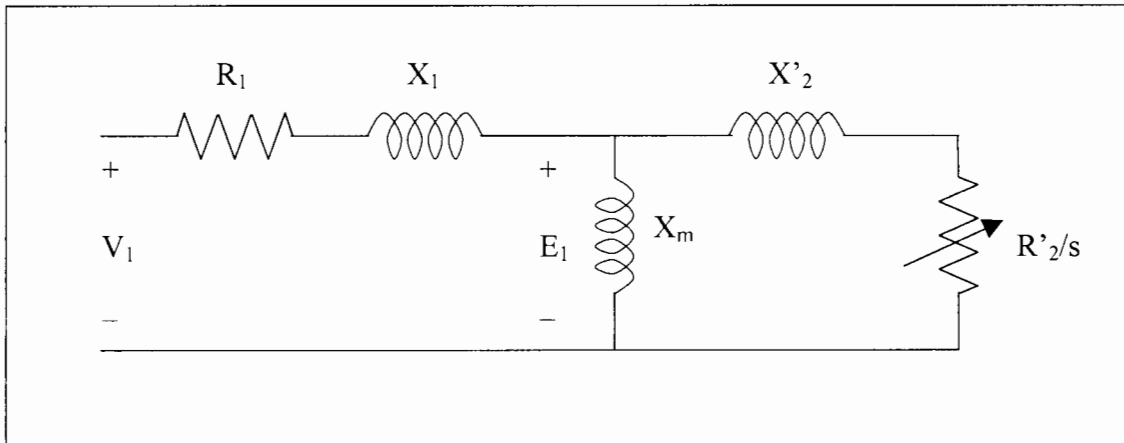 R₁ X₁ X’₂
+ +
V₁ E₁ Xₘ R’₂/s
– –